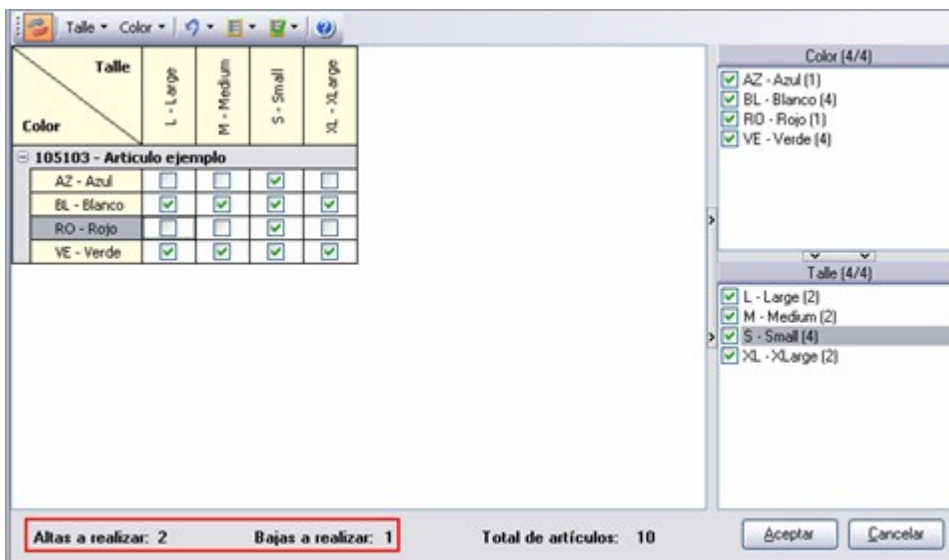 Talle Color
Talle
Color
L - Large
M - Medium
S - Small
XL - XLarge
105103 - Articulo ejemplo
AZ - Azul
BL - Blanco
RO - Rojo
VE - Verde
Color (4/4)
AZ - Azul (1)
BL - Blanco (4)
RO - Rojo (1)
VE - Verde (4)
Talle (4/4)
L - Large (2)
M - Medium (2)
S - Small (4)
XL - XLarge (2)
Altas a realizar: 2 Bajas a realizar: 1 Total de artículos: 10 Aceptar Cancelar